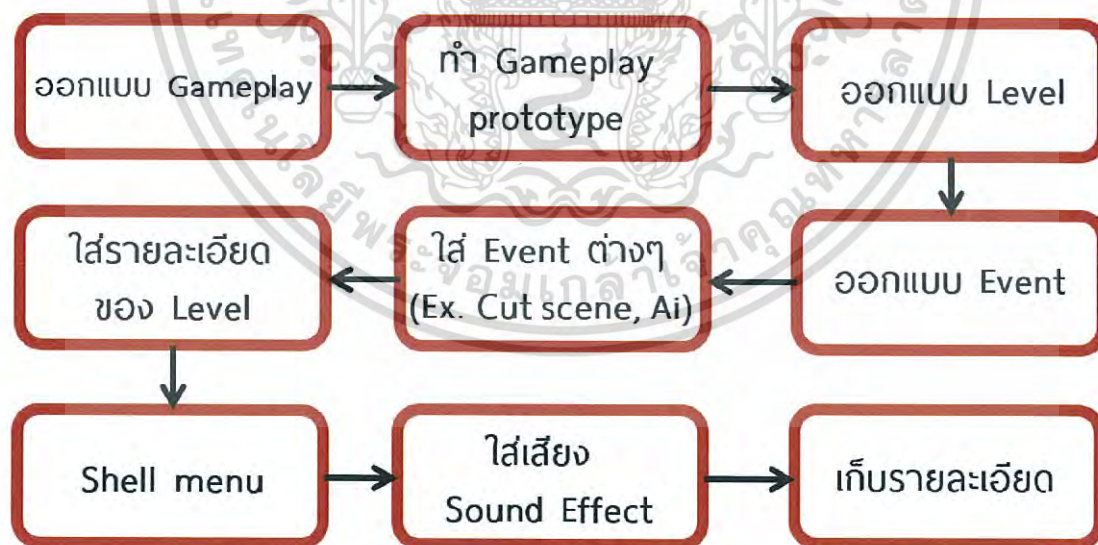 ออกแบบ Gameplay
ทำ Gameplay
prototype
ออกแบบ Level
ออกแบบ Event
ใส่ Event ต่างๆ
(Ex. Cut scene, Ai)
ใส่รายละเอียด
ของ Level
Shell menu
ใส่เสียง
Sound Effect
เก็บรายละเอียด